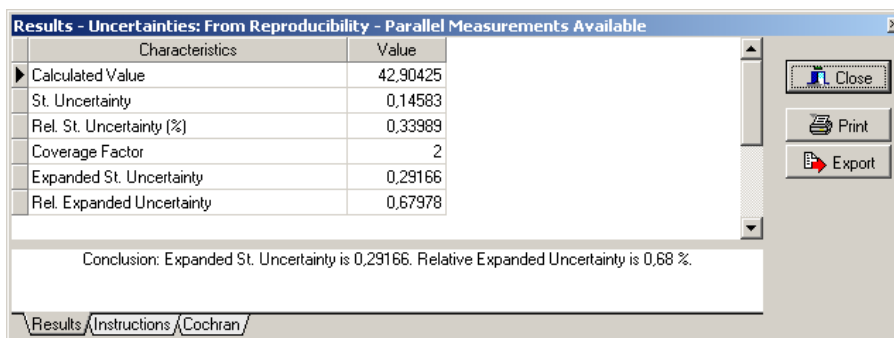 Results - Uncertainties: From Reproducibility - Parallel Measurements Available
Characteristics Value
Calculated Value 42,90425
St. Uncertainty 0,14583
Rel. St. Uncertainty (%) 0,33989
Coverage Factor 2
Expanded St. Uncertainty 0,29166
Rel. Expanded Uncertainty 0,67978
Close
Print
Export
Conclusion: Expanded St. Uncertainty is 0,29166. Relative Expanded Uncertainty is 0,68 %.
Results Instructions Cochran